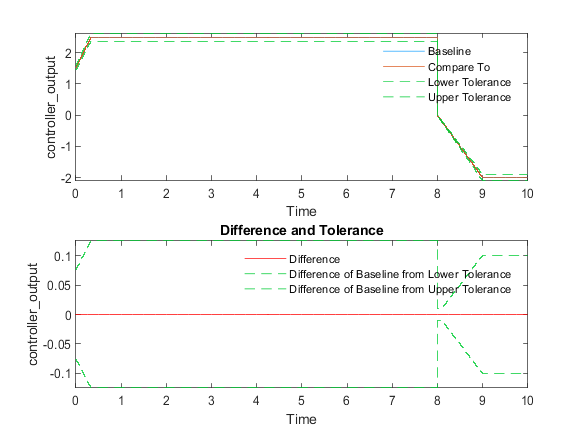 2
1
0
-1
-2
controller_output
Baseline
Compare To
Lower Tolerance
Upper Tolerance
0 1 2 3 4 5 6 7 8 9 10
Time
Difference and Tolerance
0.1
0.05
0
-0.05
-0.1
controller_output
Difference
Difference of Baseline from Lower Tolerance
Difference of Baseline from Upper Tolerance
0 1 2 3 4 5 6 7 8 9 10
Time